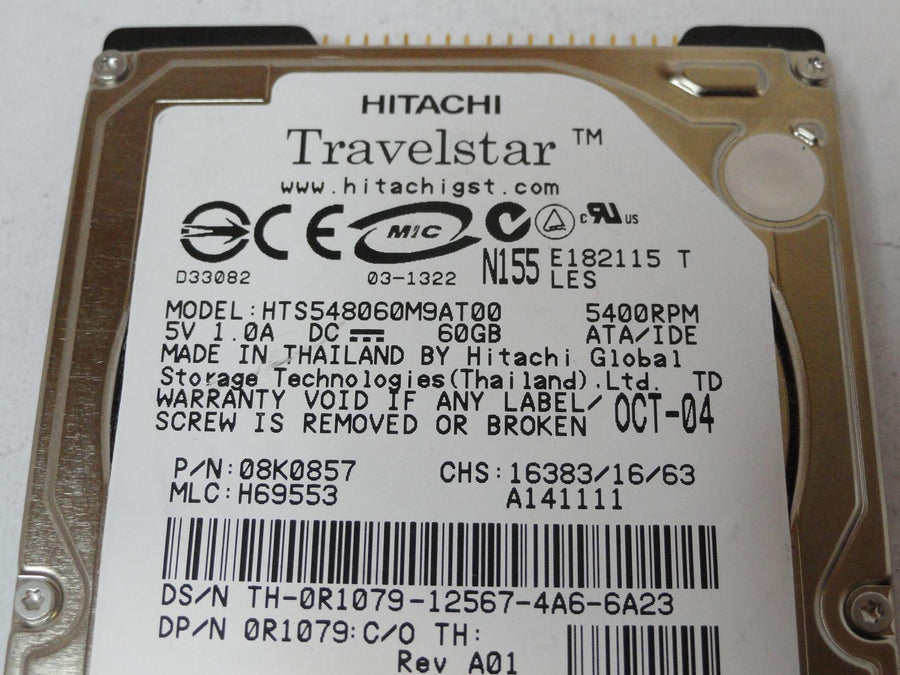 HITACHI
Travelstar ™
www.hitachigst.com
CE MIC c RU US
D33082 03-1322 N155 E182115 T
LES
MODEL:HTS548060M9AT00 5400RPM
5V 1.0A DC 60GB ATA/IDE
MADE IN THAILAND BY Hitachi Global
Storage Technologies(Thailand).Ltd. TD
WARRANTY VOID IF ANY LABEL/ OCT-04
SCREW IS REMOVED OR BROKEN
P/N:08K0857 CHS:16383/16/63
MLC:H69553 A141111
DS/N TH-0R1079-12567-4A6-6A23
DP/N 0R1079:C/O TH:
Rev A01